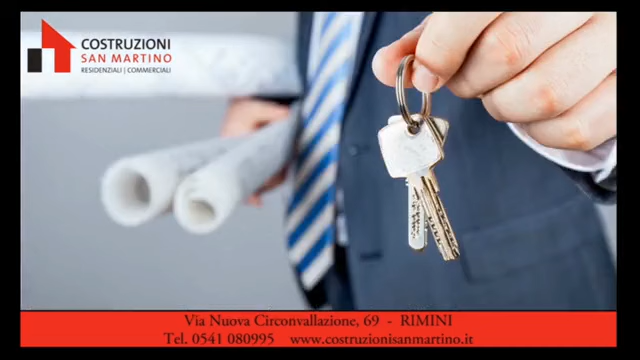 COSTRUZIONI
SAN MARTINO
RESIDENZIALI | COMMERCIALI
Via Nuova Circonvallazione, 69 - RIMINI
Tel. 0541 080995 www.costruzionisanmartino.it